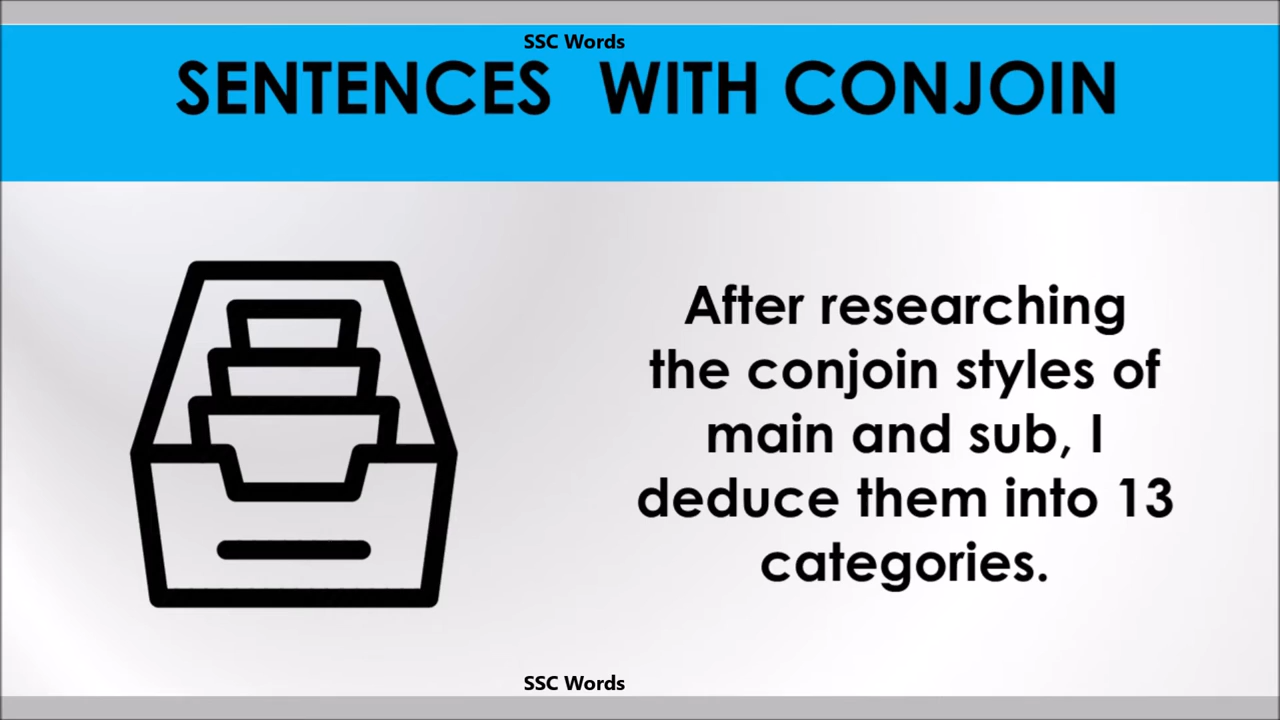 SSC Words
SENTENCES WITH CONJOIN
After researching
the conjoin styles of
main and sub, I
deduce them into 13
categories.
SSC Words